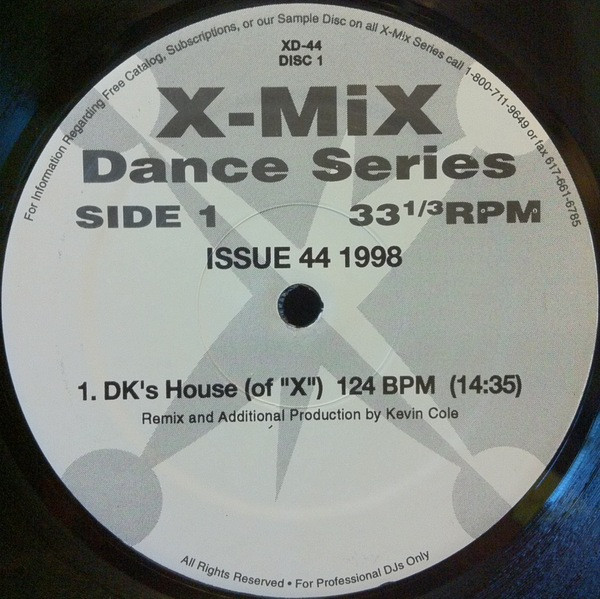 For Information Regarding Free Catalog, Subscriptions, or our Sample Disc on all X-Mix Series call 1-800-711-9649 or fax 617-661-6785
XD-44
DISC 1
X-MiX
Dance Series
SIDE 1 33 1/3 RPM
ISSUE 44 1998
1. DK's House (of "X") 124 BPM (14:35)
Remix and Additional Production by Kevin Cole
All Rights Reserved • For Professional DJs Only